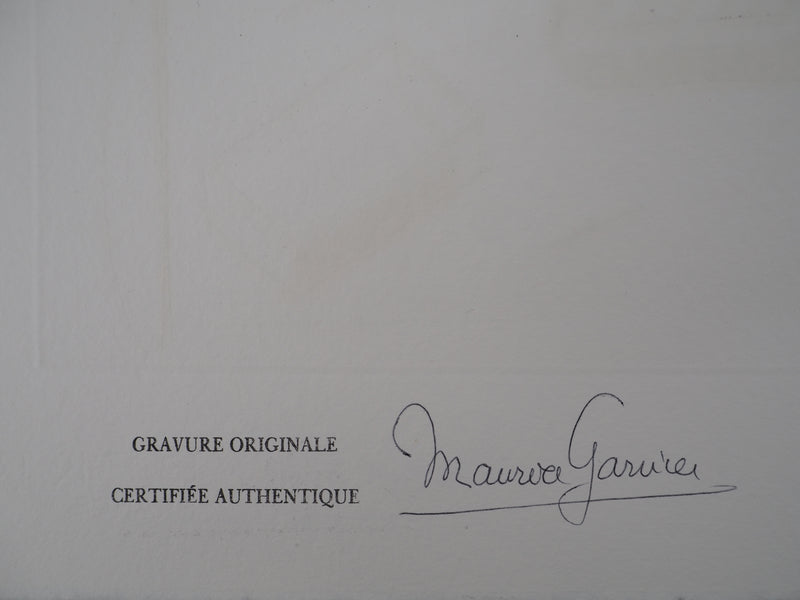 GRAVURE ORIGINALE
CERTIFIÉE AUTHENTIQUE
Maurice Garnier